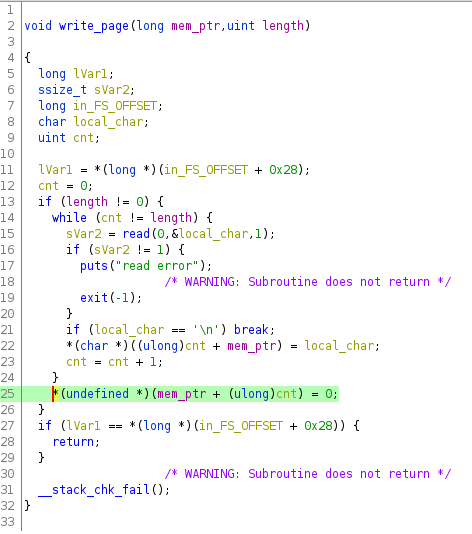 1
2 void write_page(long mem_ptr,uint length)
3
4 {
5 long lVar1;
6 ssize_t sVar2;
7 long in_FS_OFFSET;
8 char local_char;
9 uint cnt;
10
11 lVar1 = *(long *)(in_FS_OFFSET + 0x28);
12 cnt = 0;
13 if (length != 0) {
14 while (cnt != length) {
15 sVar2 = read(0,&local_char,1);
16 if (sVar2 != 1) {
17 puts("read error");
18 /* WARNING: Subroutine does not return */
19 exit(-1);
20 }
21 if (local_char == '\n') break;
22 *(char *)((ulong)cnt + mem_ptr) = local_char;
23 cnt = cnt + 1;
24 }
25 *(undefined *)(mem_ptr + (ulong)cnt) = 0;
26 }
27 if (lVar1 == *(long *)(in_FS_OFFSET + 0x28)) {
28 return;
29 }
30 /* WARNING: Subroutine does not return */
31 __stack_chk_fail();
32 }
33